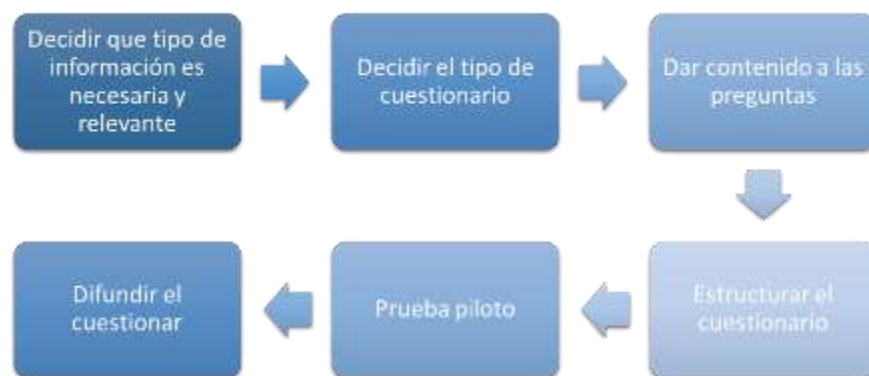 Decidir que tipo de
información es
necesaria y
relevante
Decidir el tipo de
cuestionario
Dar contenido a las
preguntas
Estructurar el
cuestionario
Prueba piloto
Difundir el
cuestionar